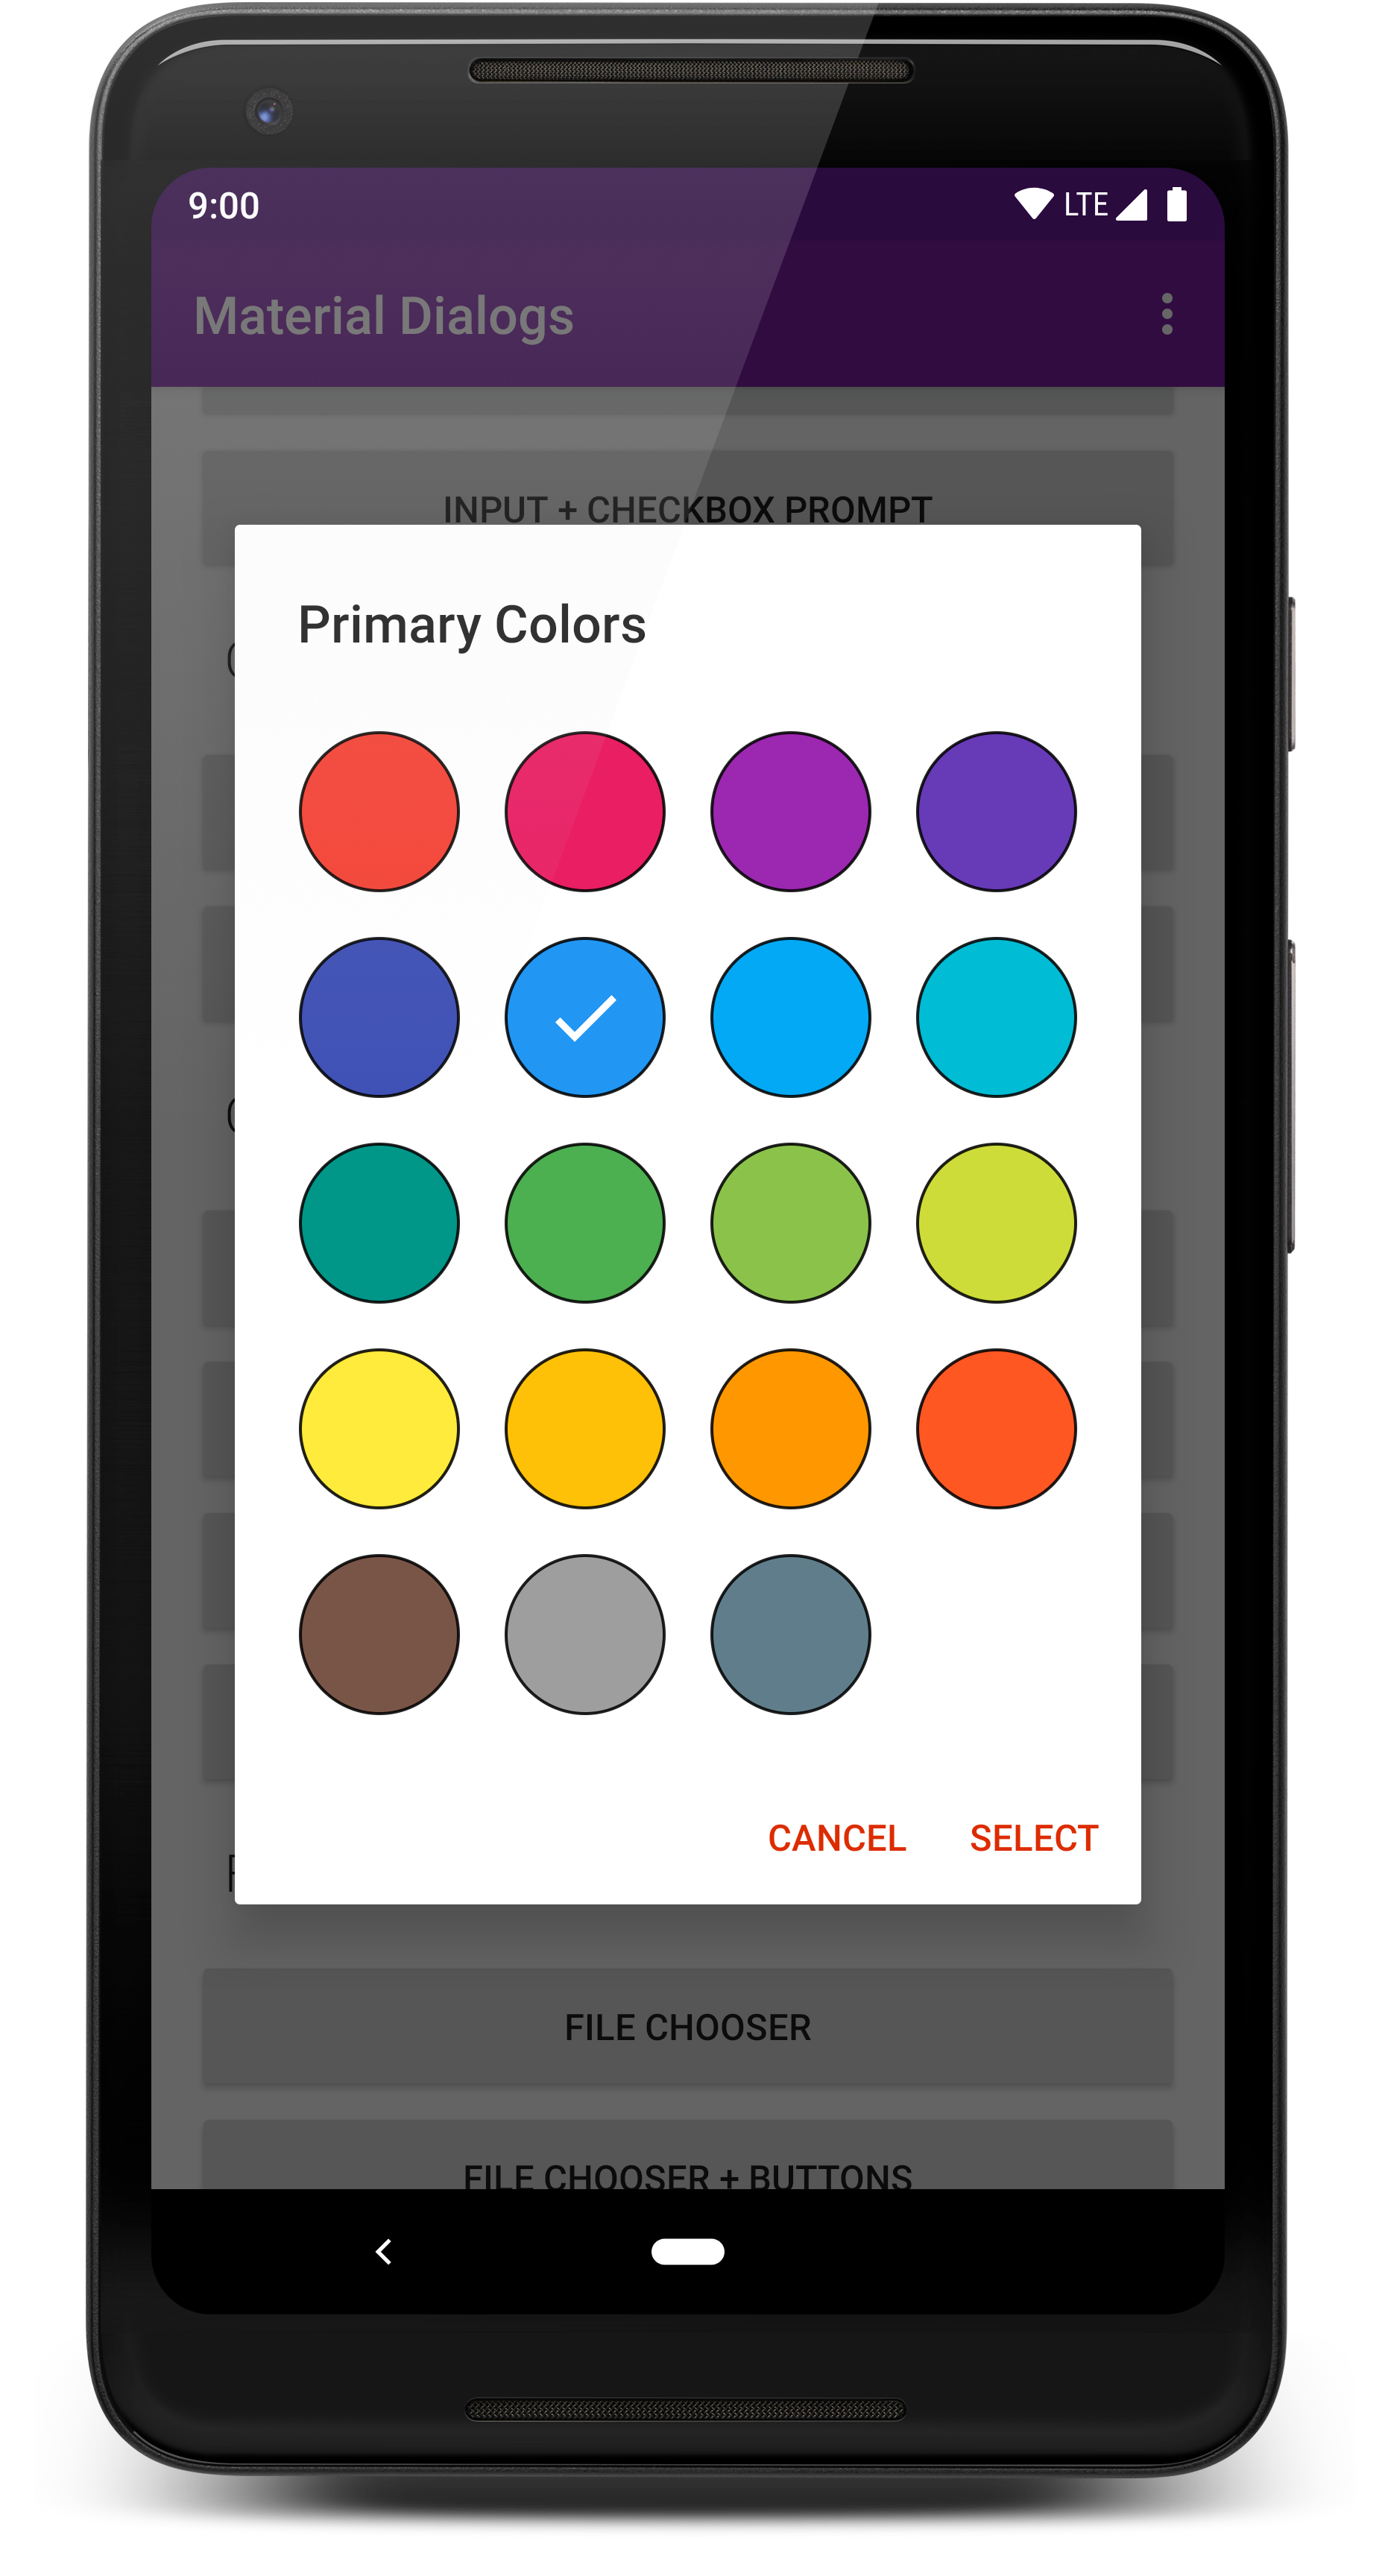 9:00 LTE
Material Dialogs
INPUT + CHECKBOX PROMPT
Primary Colors
CANCEL SELECT
FILE CHOOSER
FILE CHOOSER + BUTTONS